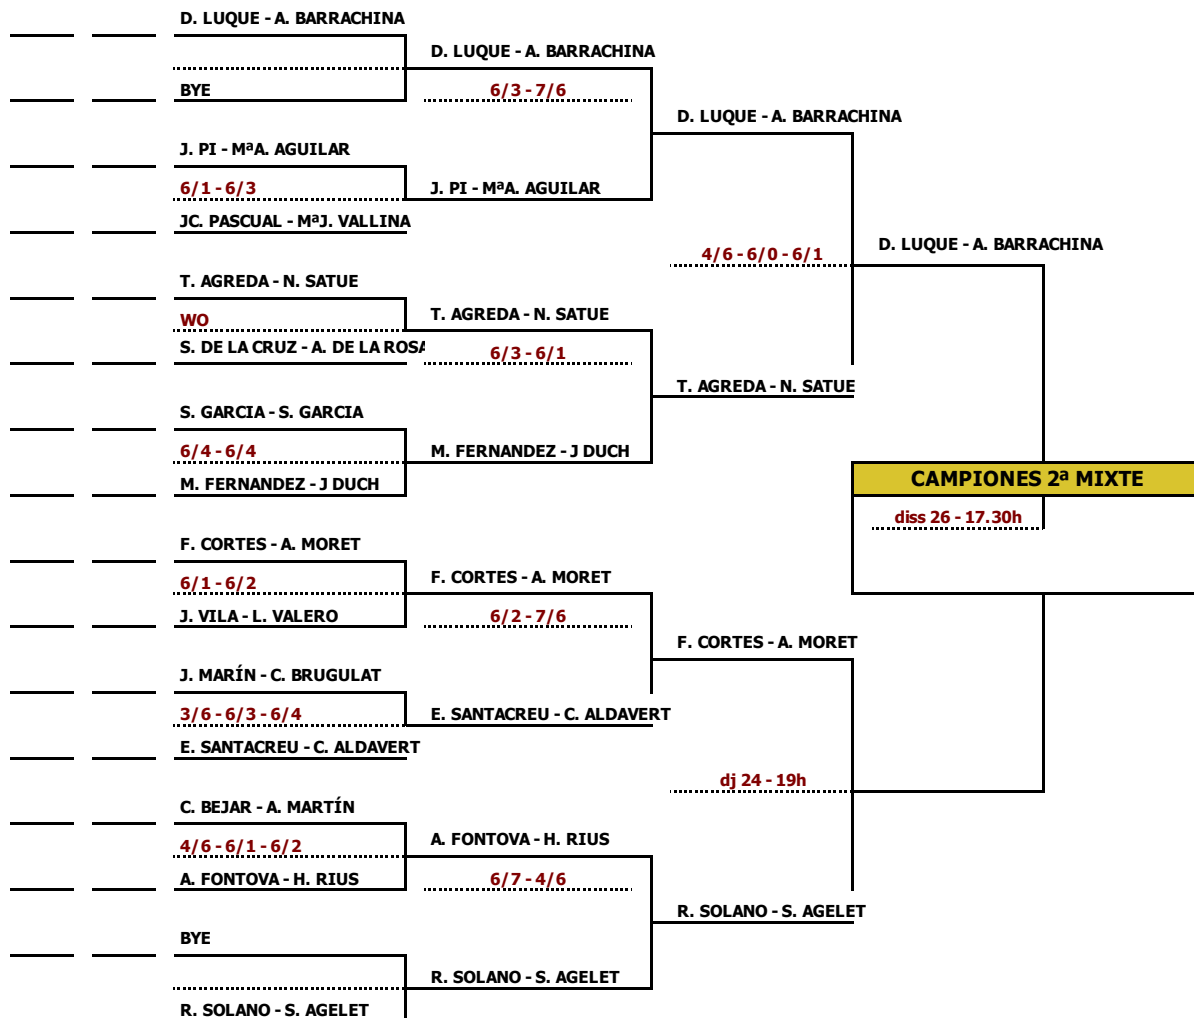 D. LUQUE - A. BARRACHINA
BYE
J. PI - MªA. AGUILAR
6/1 - 6/3
JC. PASCUAL - MªJ. VALLINA
T. AGREDA - N. SATUE
WO
S. DE LA CRUZ - A. DE LA ROSA
S. GARCIA - S. GARCIA
6/4 - 6/4
M. FERNANDEZ - J DUCH
F. CORTES - A. MORET
6/1 - 6/2
J. VILA - L. VALERO
J. MARÍN - C. BRUGULAT
3/6 - 6/3 - 6/4
E. SANTACREU - C. ALDAVERT
C. BEJAR - A. MARTÍN
4/6 - 6/1 - 6/2
A. FONTOVA - H. RIUS
BYE
R. SOLANO - S. AGELET
D. LUQUE - A. BARRACHINA
6/3 - 7/6
J. PI - MªA. AGUILAR
T. AGREDA - N. SATUE
6/3 - 6/1
M. FERNANDEZ - J DUCH
F. CORTES - A. MORET
6/2 - 7/6
E. SANTACREU - C. ALDAVERT
A. FONTOVA - H. RIUS
6/7 - 4/6
R. SOLANO - S. AGELET
D. LUQUE - A. BARRACHINA
4/6 - 6/0 - 6/1
T. AGREDA - N. SATUE
F. CORTES - A. MORET
dj 24 - 19h
R. SOLANO - S. AGELET
D. LUQUE - A. BARRACHINA
CAMPIONES 2ª MIXTE
diss 26 - 17.30h